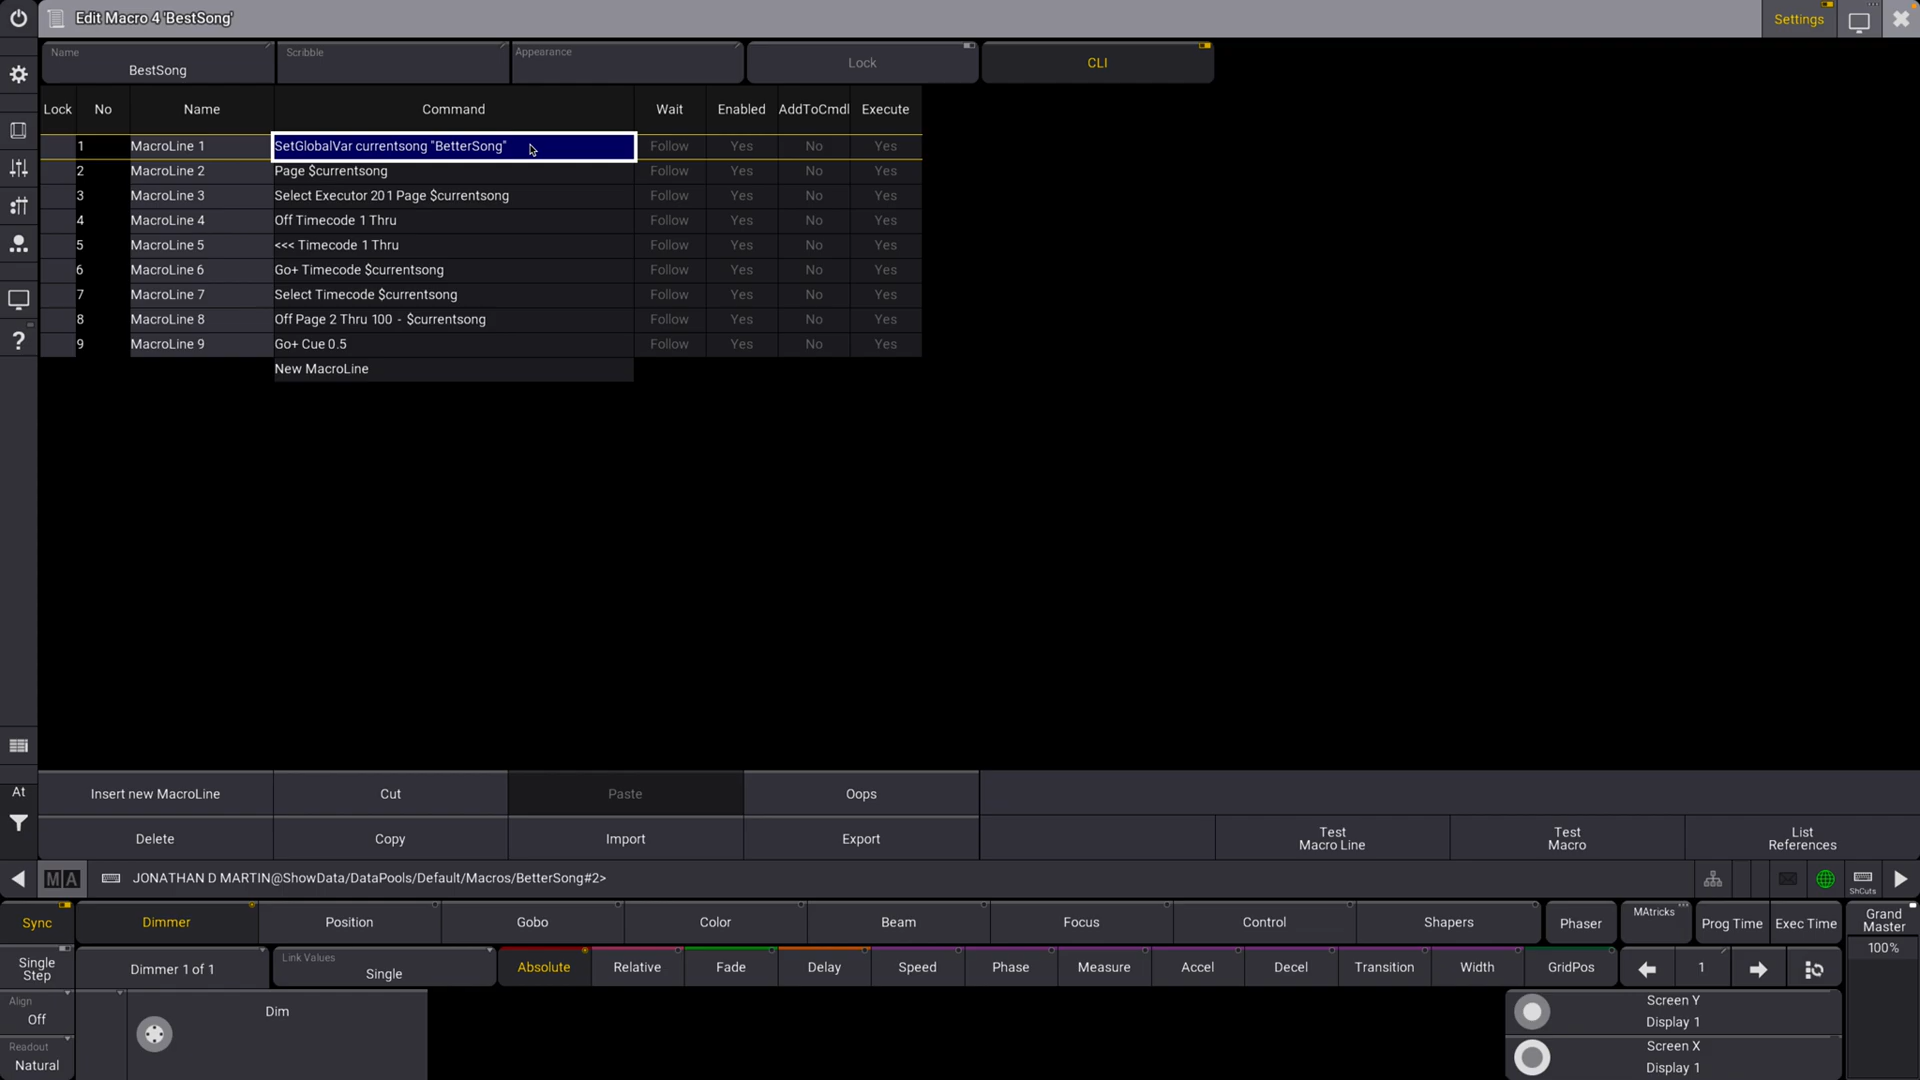 Edit Macro 4 'BestSong'
Settings
Name
BestSong
Scribble
Appearance
Lock
CLI
Lock No Name Command Wait Enabled AddToCmdl Execute
1 MacroLine 1 SetGlobalVar currentsong "BetterSong" Follow Yes No Yes
2 MacroLine 2 Page $currentsong Follow Yes No Yes
3 MacroLine 3 Select Executor 201 Page $currentsong Follow Yes No Yes
4 MacroLine 4 Off Timecode 1 Thru Follow Yes No Yes
5 MacroLine 5 <<< Timecode 1 Thru Follow Yes No Yes
6 MacroLine 6 Go+ Timecode $currentsong Follow Yes No Yes
7 MacroLine 7 Select Timecode $currentsong Follow Yes No Yes
8 MacroLine 8 Off Page 2 Thru 100 - $currentsong Follow Yes No Yes
9 MacroLine 9 Go+ Cue 0.5 Follow Yes No Yes
New MacroLine
At
Insert new MacroLine Cut Paste Oops
Delete Copy Import Export
Test
Macro Line
Test
Macro
List
References
MA JONATHAN D MARTIN@ShowData/DataPools/Default/Macros/BetterSong#2>
ShCuts
Sync Dimmer Position Gobo Color Beam Focus Control Shapers Phaser MAtricks Prog Time Exec Time
Grand
Master
100%
Single
Step
Dimmer 1 of 1
Link Values
Single
Absolute Relative Fade Delay Speed Phase Measure Accel Decel Transition Width GridPos 1
Align
Off
Readout
Natural
Dim
Screen Y
Display 1
Screen X
Display 1